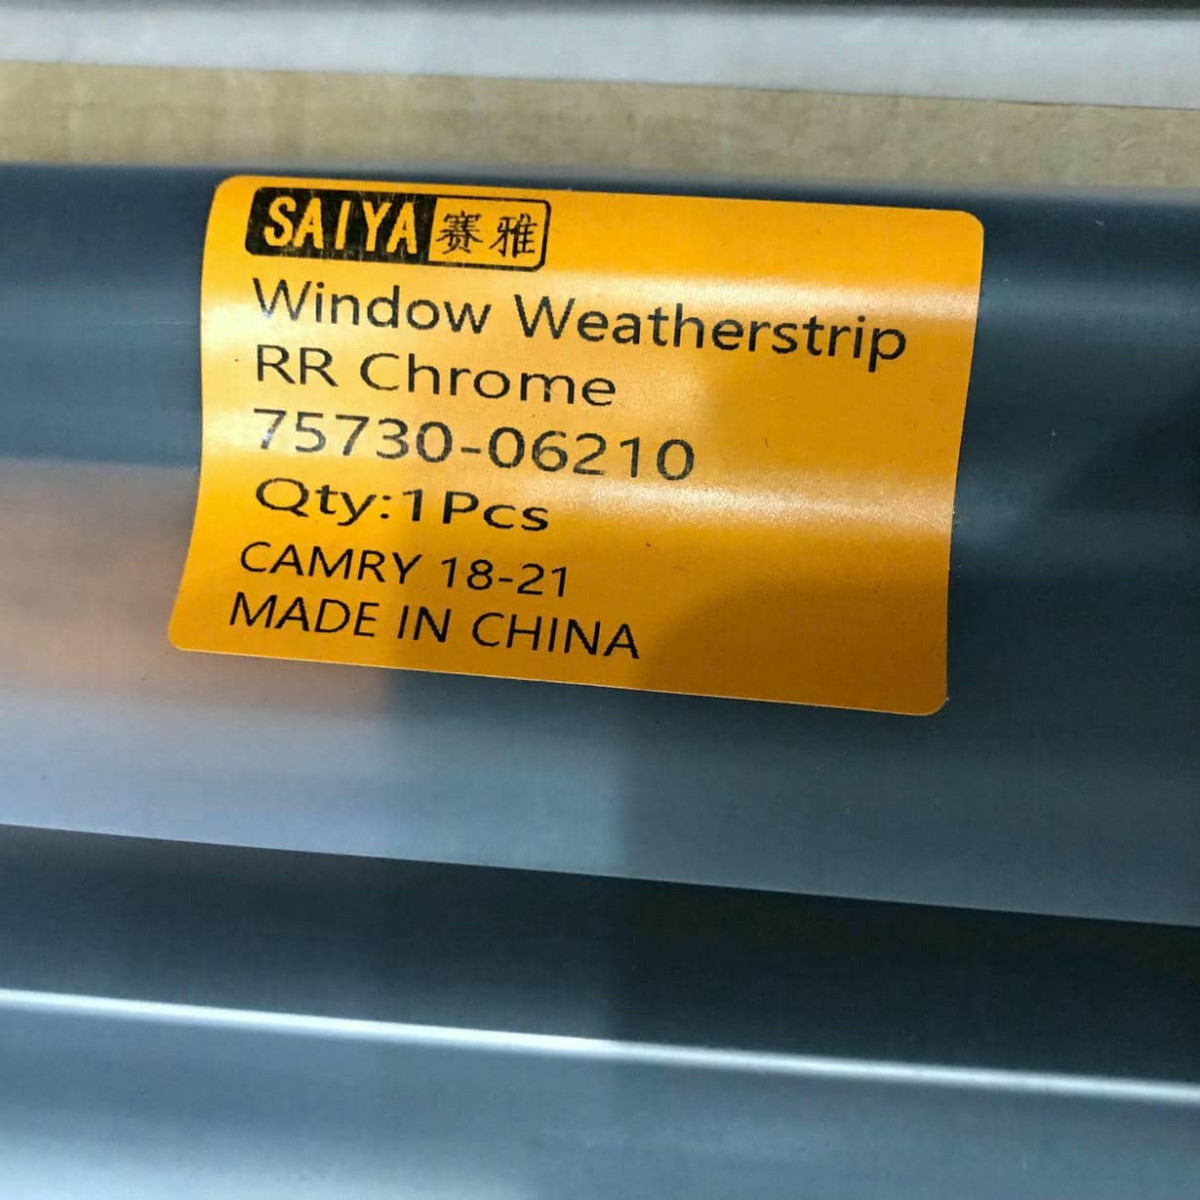 SAIYA 赛雅
Window Weatherstrip
RR Chrome
75730-06210
Qty:1Pcs
CAMRY 18-21
MADE IN CHINA